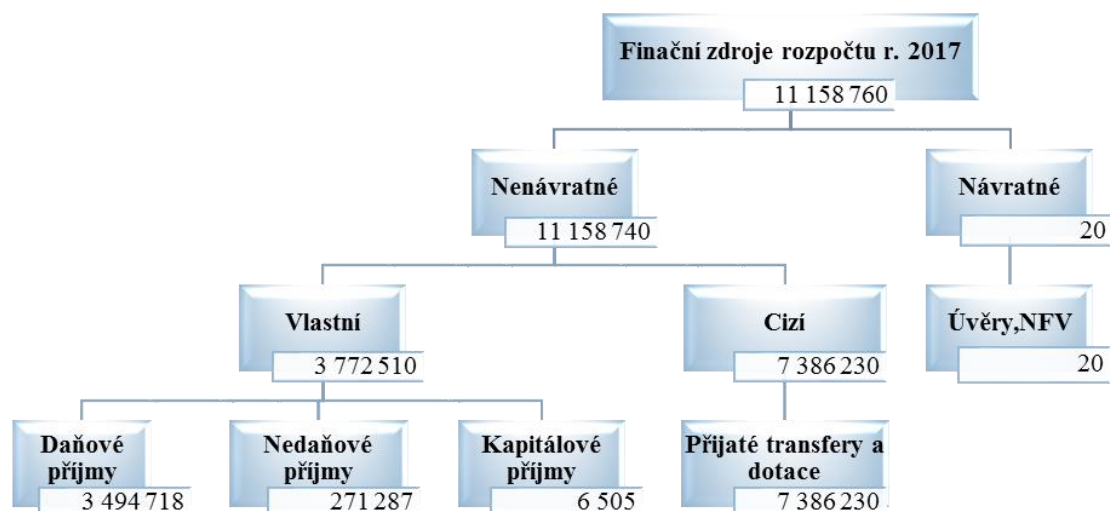 Finační zdroje rozpočtu r. 2017
11 158 760
Nenávratné
11 158 740
Návratné
20
Vlastní
3 772 510
Cizí
7 386 230
Úvěry,NFV
20
Daňové
příjmy
3 494 718
Nedaňové
příjmy
271 287
Kapitálové
příjmy
6 505
Přijaté transfery a
dotace
7 386 230